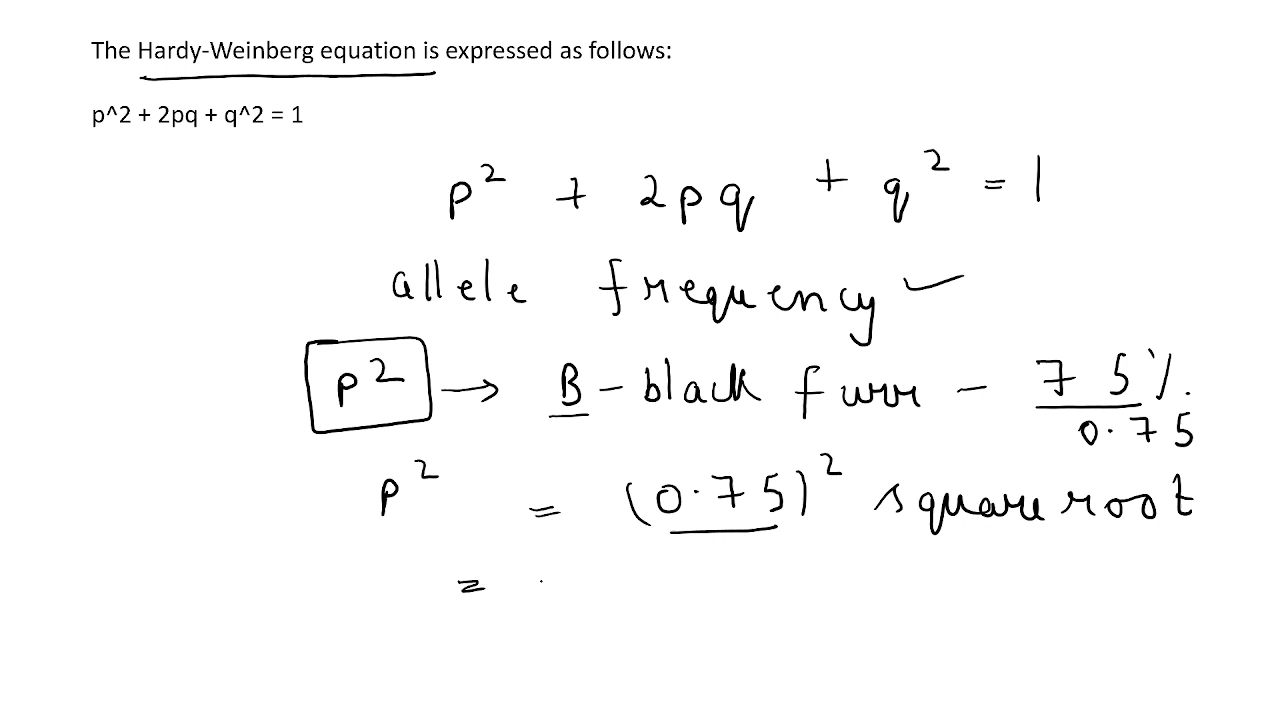 The Hardy-Weinberg equation is expressed as follows:
p^2 + 2pq + q^2 = 1
p² + 2pq + q² = 1
allele frequency ✓
p² → B - black furr - 75%.
0.75
p² = (0.75)² square root
=